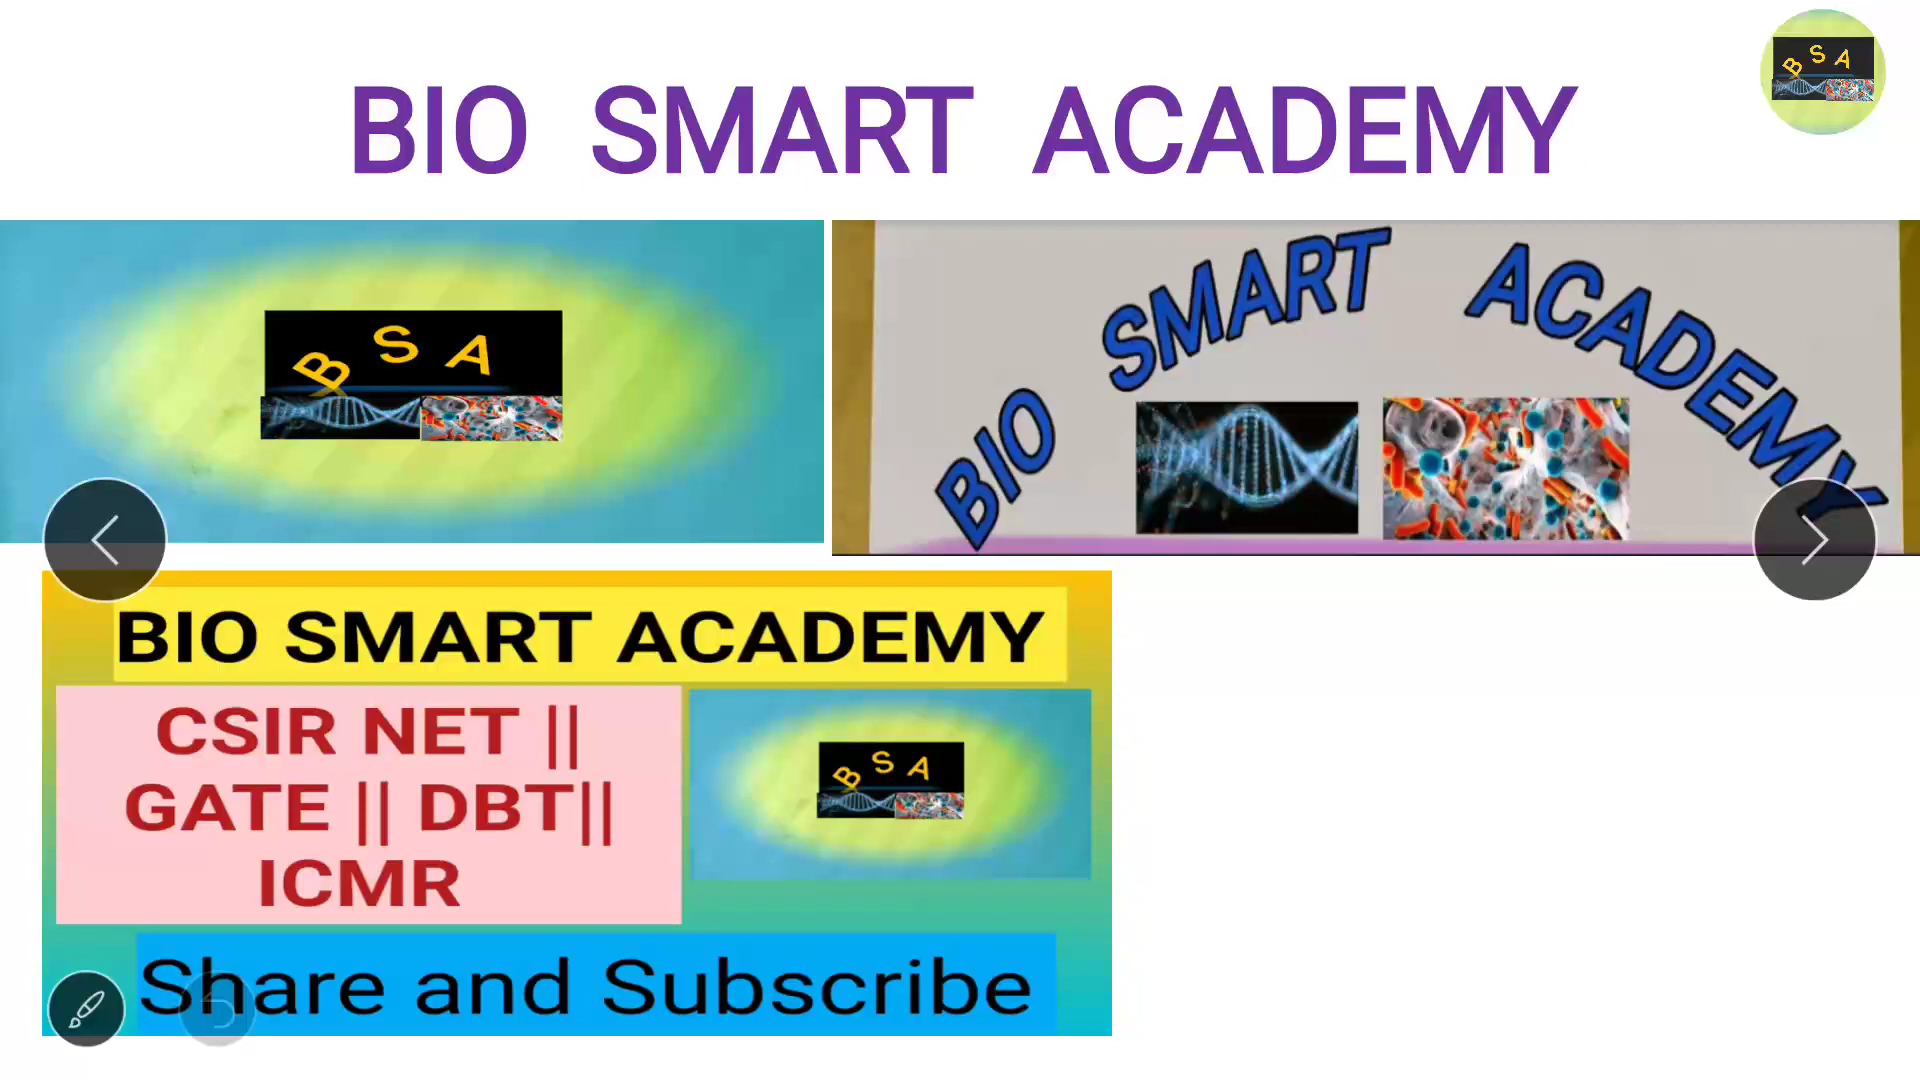 BIO SMART ACADEMY
B S A
B S A
BIO SMART ACADEMY
BIO SMART ACADEMY
CSIR NET ||
GATE || DBT||
ICMR
B S A
Share and Subscribe